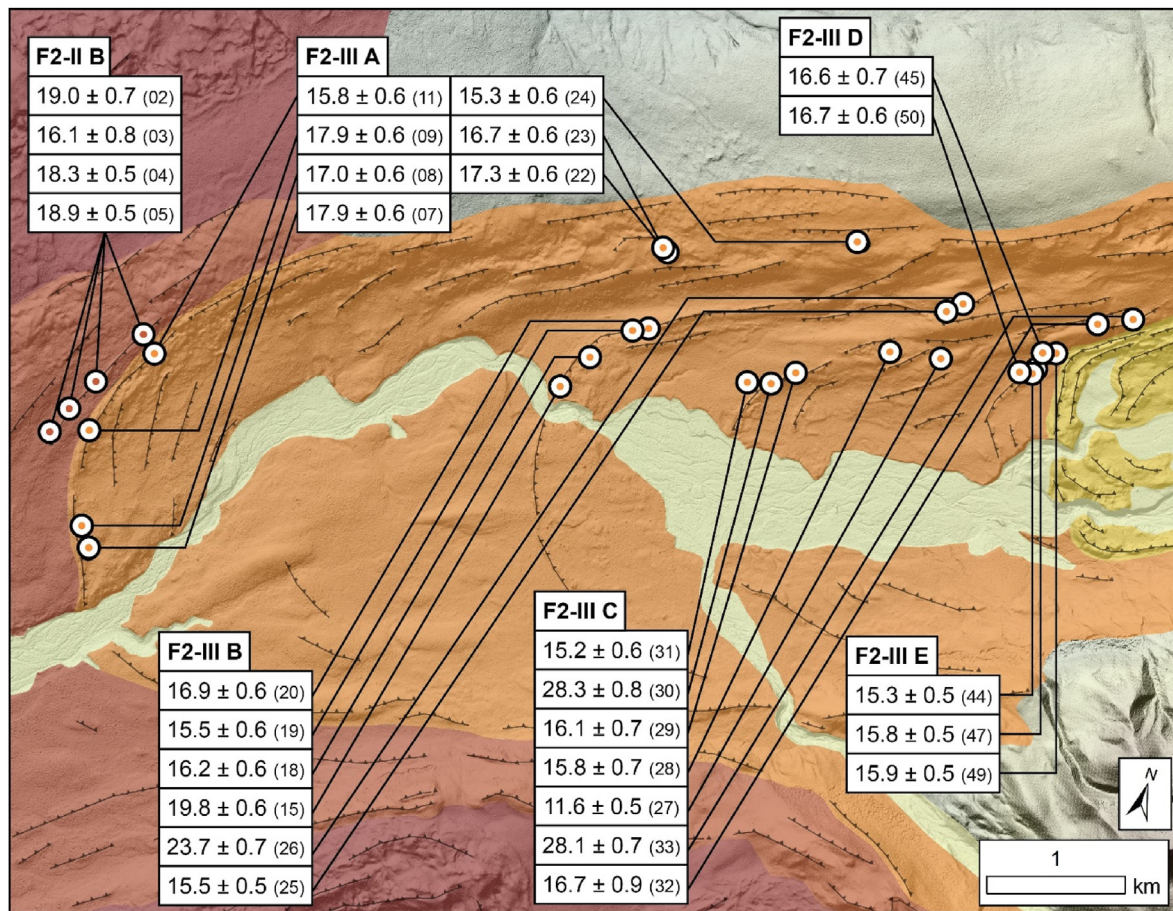 F2-II B
19.0 ± 0.7 (02)
16.1 ± 0.8 (03)
18.3 ± 0.5 (04)
18.9 ± 0.5 (05)
F2-III A
15.8 ± 0.6 (11) 15.3 ± 0.6 (24)
17.9 ± 0.6 (09) 16.7 ± 0.6 (23)
17.0 ± 0.6 (08) 17.3 ± 0.6 (22)
17.9 ± 0.6 (07)
F2-III D
16.6 ± 0.7 (45)
16.7 ± 0.6 (50)
F2-III B
16.9 ± 0.6 (20)
15.5 ± 0.6 (19)
16.2 ± 0.6 (18)
19.8 ± 0.6 (15)
23.7 ± 0.7 (26)
15.5 ± 0.5 (25)
F2-III C
15.2 ± 0.6 (31)
28.3 ± 0.8 (30)
16.1 ± 0.7 (29)
15.8 ± 0.7 (28)
11.6 ± 0.5 (27)
28.1 ± 0.7 (33)
16.7 ± 0.9 (32)
F2-III E
15.3 ± 0.5 (44)
15.8 ± 0.5 (47)
15.9 ± 0.5 (49)
N
1
km